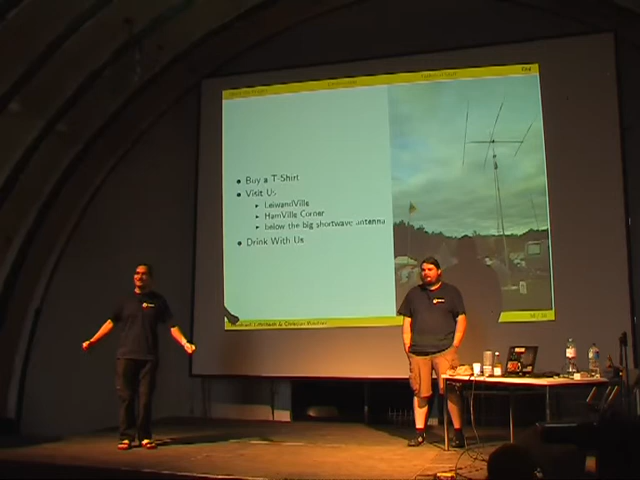 Buy a T-Shirt
Visit Us
LeiwandVille
HamVille Corner
below the big shortwave antenna
Drink With Us